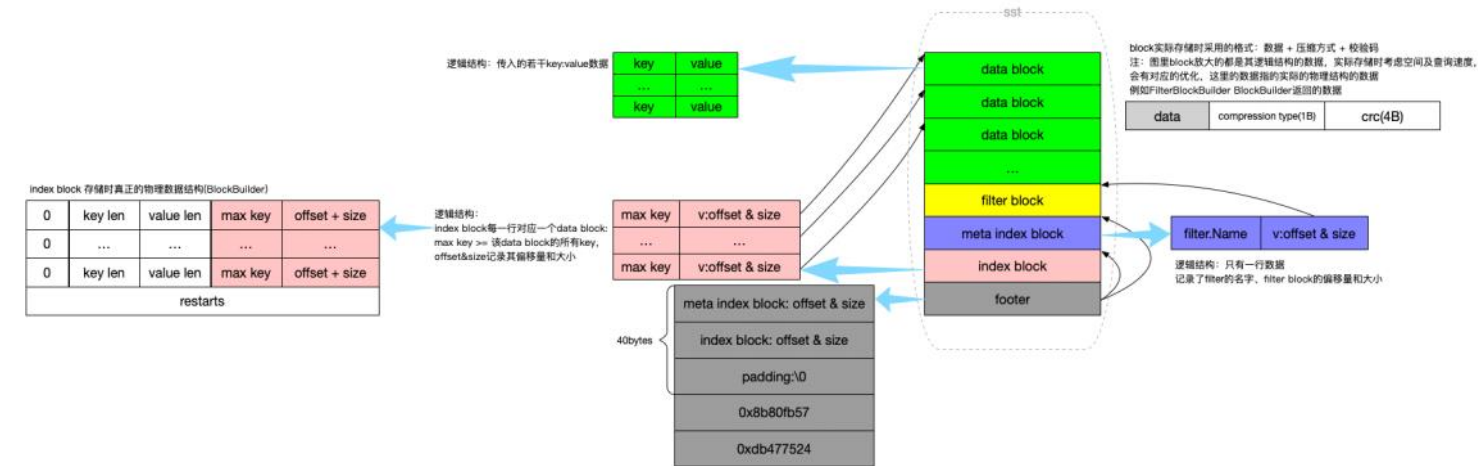 sst
逻辑结构：传入的若干key:value数据
key value
... ...
key value
data block
data block
data block
...
filter block
meta index block
index block
footer
block实际存储时采用的格式：数据 + 压缩方式 + 校验码
注：图里block放大的都是其逻辑结构的数据，实际存储时考虑空间及查询速度，
会有对应的优化，这里的数据指的实际的物理结构的数据
例如FilterBlockBuilder BlockBuilder返回的数据
data compression type(1B) crc(4B)
index block 存储时真正的物理数据结构(BlockBuilder)
0 key len value len max key offset + size
0 ... ... ... ...
0 key len value len max key offset + size
restarts
逻辑结构：
index block每一行对应一个data block:
max key >= 该data block的所有key,
offset&size记录其偏移量和大小
max key v:offset & size
... ...
max key v:offset & size
filter.Name v:offset & size
逻辑结构：只有一行数据
记录了filter的名字、filter block的偏移量和大小
40bytes
meta index block: offset & size
index block: offset & size
padding:\0
0x8b80fb57
0xdb477524